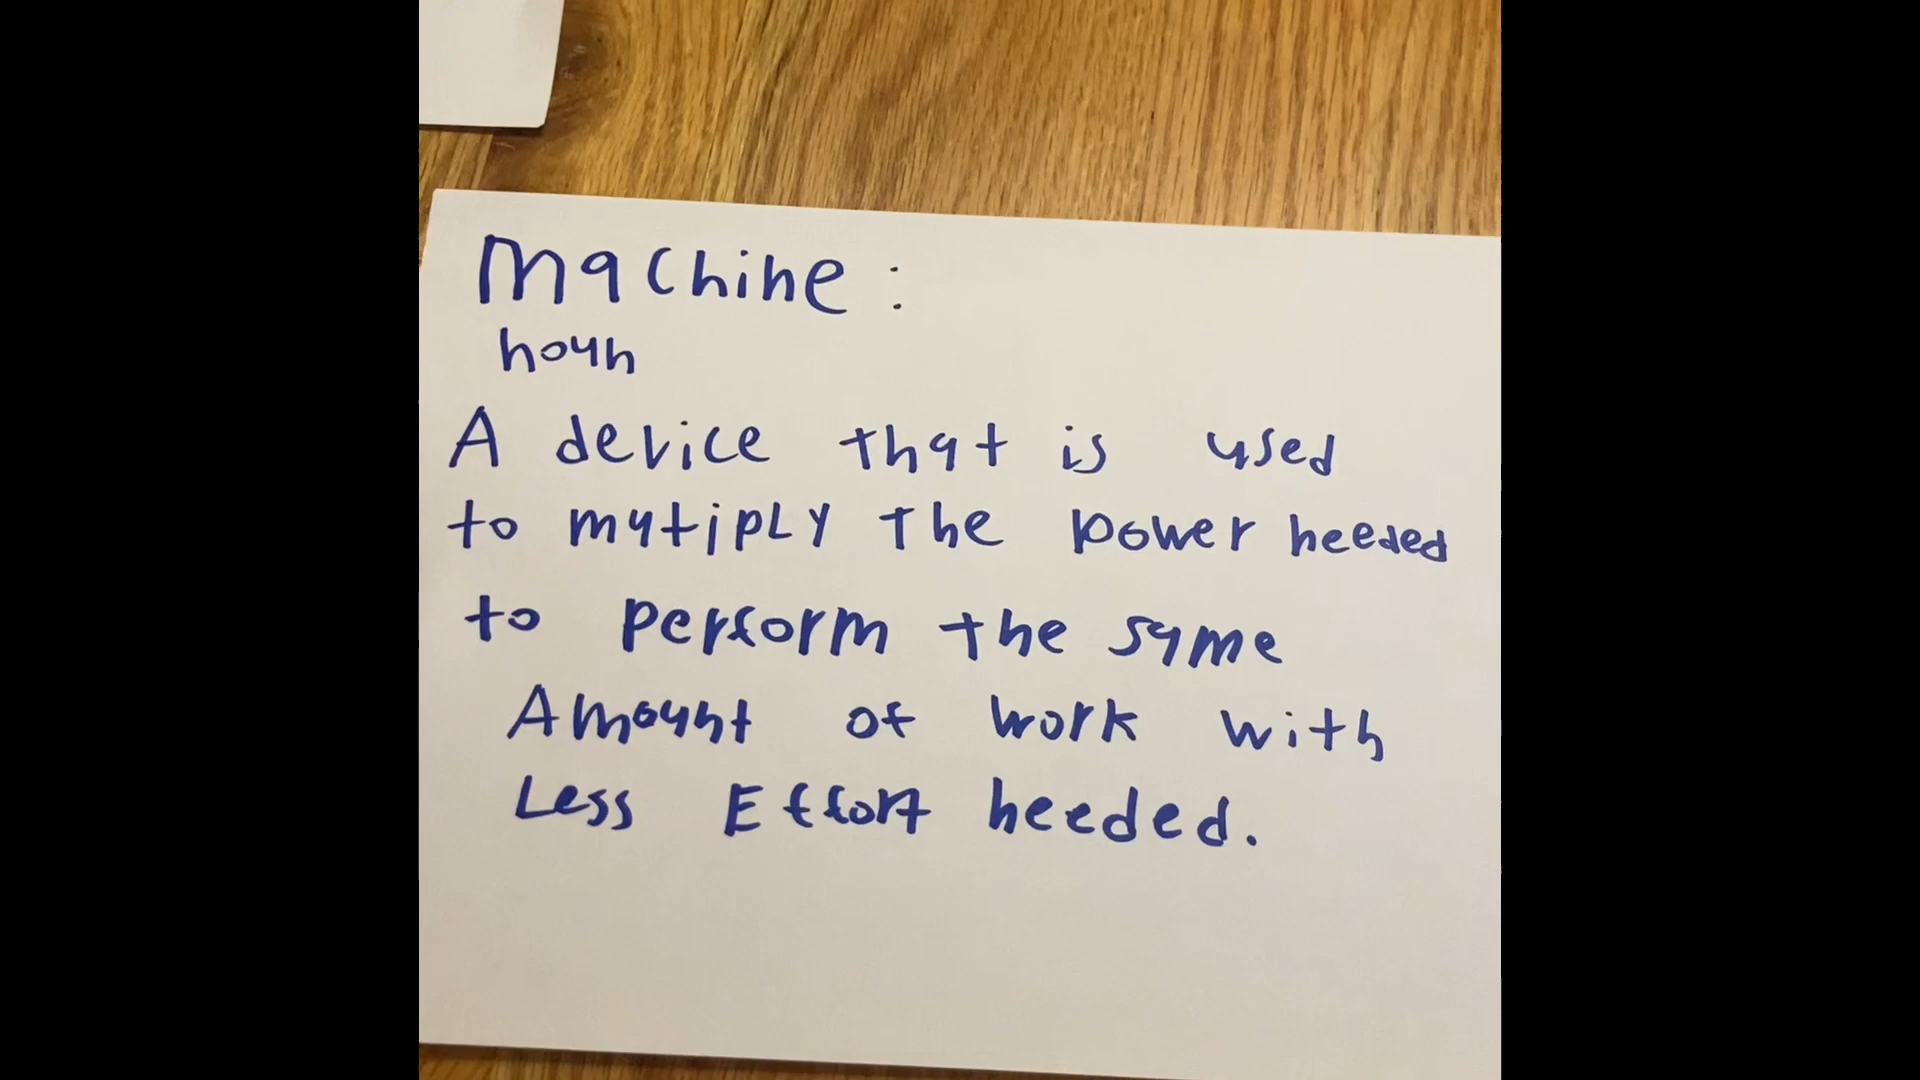 Machine:
noun
A device that is used
to mutiply the power needed
to perform the same
Amount of work with
Less Effort needed.